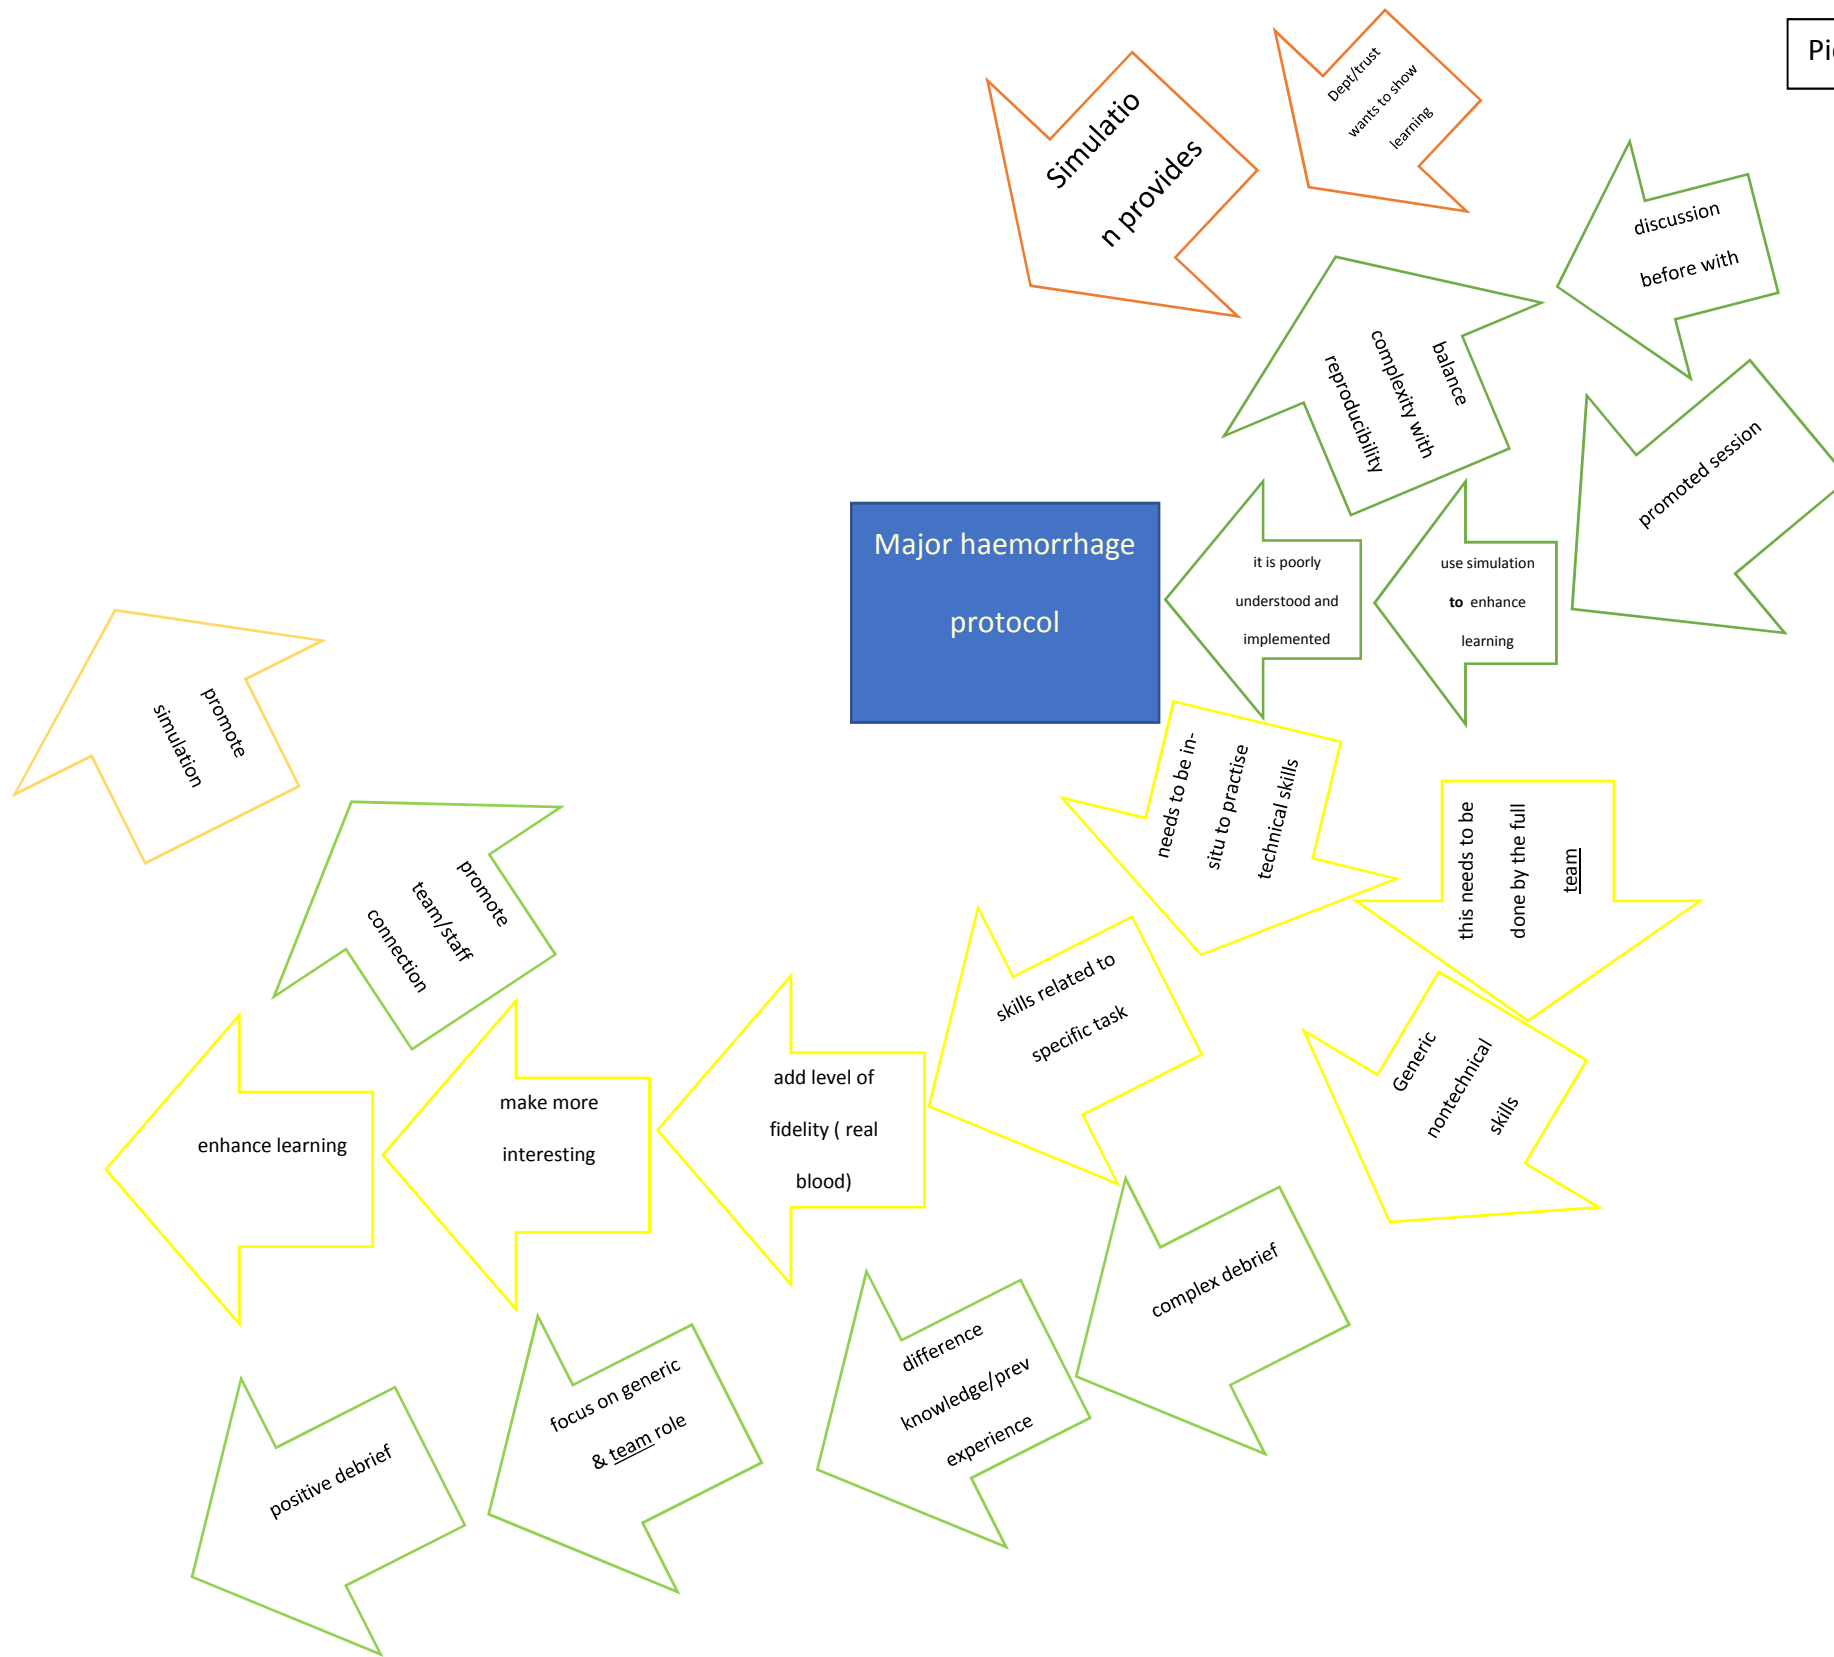 Simulatio
n provides
Dept/trust
wants to show
learning
discussion
before with
balance
complexity with
reproducibility
promoted session
Major haemorrhage
protocol
it is poorly
understood and
implemented
use simulation
to enhance
learning
needs to be in-
situ to practise
technical skills
this needs to be
done by the full
team
promote
simulation
promote
team/staff
connection
skills related to
specific task
Generic
nontechnical
skills
add level of
fidelity ( real
blood)
make more
interesting
enhance learning
complex debrief
difference
knowledge/prev
experience
focus on generic
& team role
positive debrief